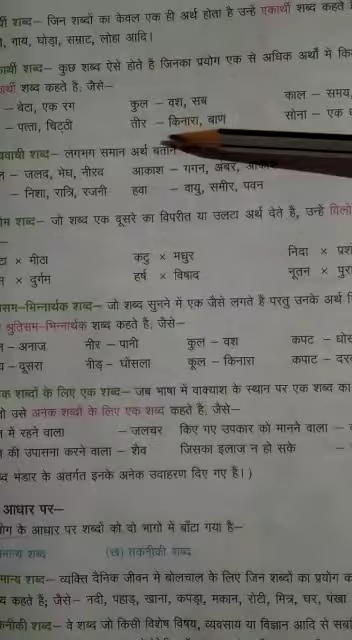 शब्द– जिन शब्दों का केवल एक ही अर्थ होता है उन्हें एकार्थी शब्द कहते
गाय, घोड़ा, सम्राट, लोहा आदि।
शब्द– कुछ शब्द ऐसे होते है जिनका प्रयोग एक से अधिक अर्थों में
शब्द कहते हैं; जैसे–
– बेटा, एक रंग कुल – वश, सब काल – समय,
– पत्ता, चिट्ठी तीर – किनारा, बाण सोना – एक
शब्द– लगभग समान अर्थ बताने
– जलद, मेघ, नीरद आकाश – गगन, अंबर,
– निशा, रात्रि, रजनी हवा – वायु, समीर, पवन
शब्द– जो शब्द एक दूसरे का विपरीत या उलटा अर्थ देते हैं, उन्हें
–
× मीठा कटु × मधुर निंदा ×
× दुर्गम हर्ष × विषाद नूतन ×
भिन्नार्थक शब्द– जो शब्द सुनने में एक जैसे लगते हैं परतु उनके अर्थ
श्रुतिसम-भिन्नार्थक शब्द कहते हैं; जैसे–
– अनाज नीर – पानी कुल – वश कपट –
– दूसरा नीड़ – घोंसला कूल – किनारा कपाट –
शब्दों के लिए एक शब्द– जब भाषा में वाक्यांश के स्थान पर एक शब्द का
उसे अनेक शब्दों के लिए एक शब्द कहते हैं; जैसे–
में रहने वाला – जलचर किए गए उपकार को मानने वाला –
की उपासना करने वाला – शैव जिसका इलाज न हो सके –
भंडार के अंतर्गत इनके अनेक उदाहरण दिए गए हैं।)
आधार पर–
के आधार पर शब्दों को दो भागों में बाँटा गया है–
शब्द (ख) तकनीकी शब्द
शब्द– व्यक्ति दैनिक जीवन में बोलचाल के लिए जिन शब्दों का प्रयोग
कहते हैं; जैसे– नदी, पहाड़, खाना, कपड़ा, मकान, रोटी, मित्र, घर, पंखा
शब्द– वे शब्द जो किसी विशेष विषय, व्यवसाय या विज्ञान आदि से